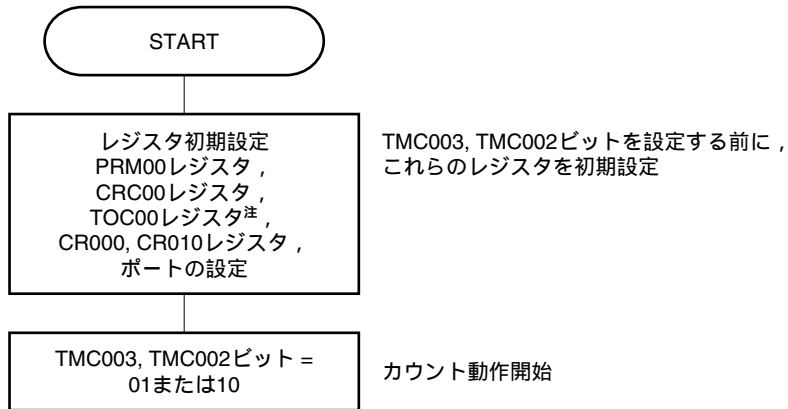 START
レジスタ初期設定
PRM00レジスタ，
CRC00レジスタ，
TOC00レジスタ注，
CR000, CR010レジスタ，
ポートの設定
TMC003, TMC002ビットを設定する前に，
これらのレジスタを初期設定
TMC003, TMC002ビット =
01または10
カウント動作開始